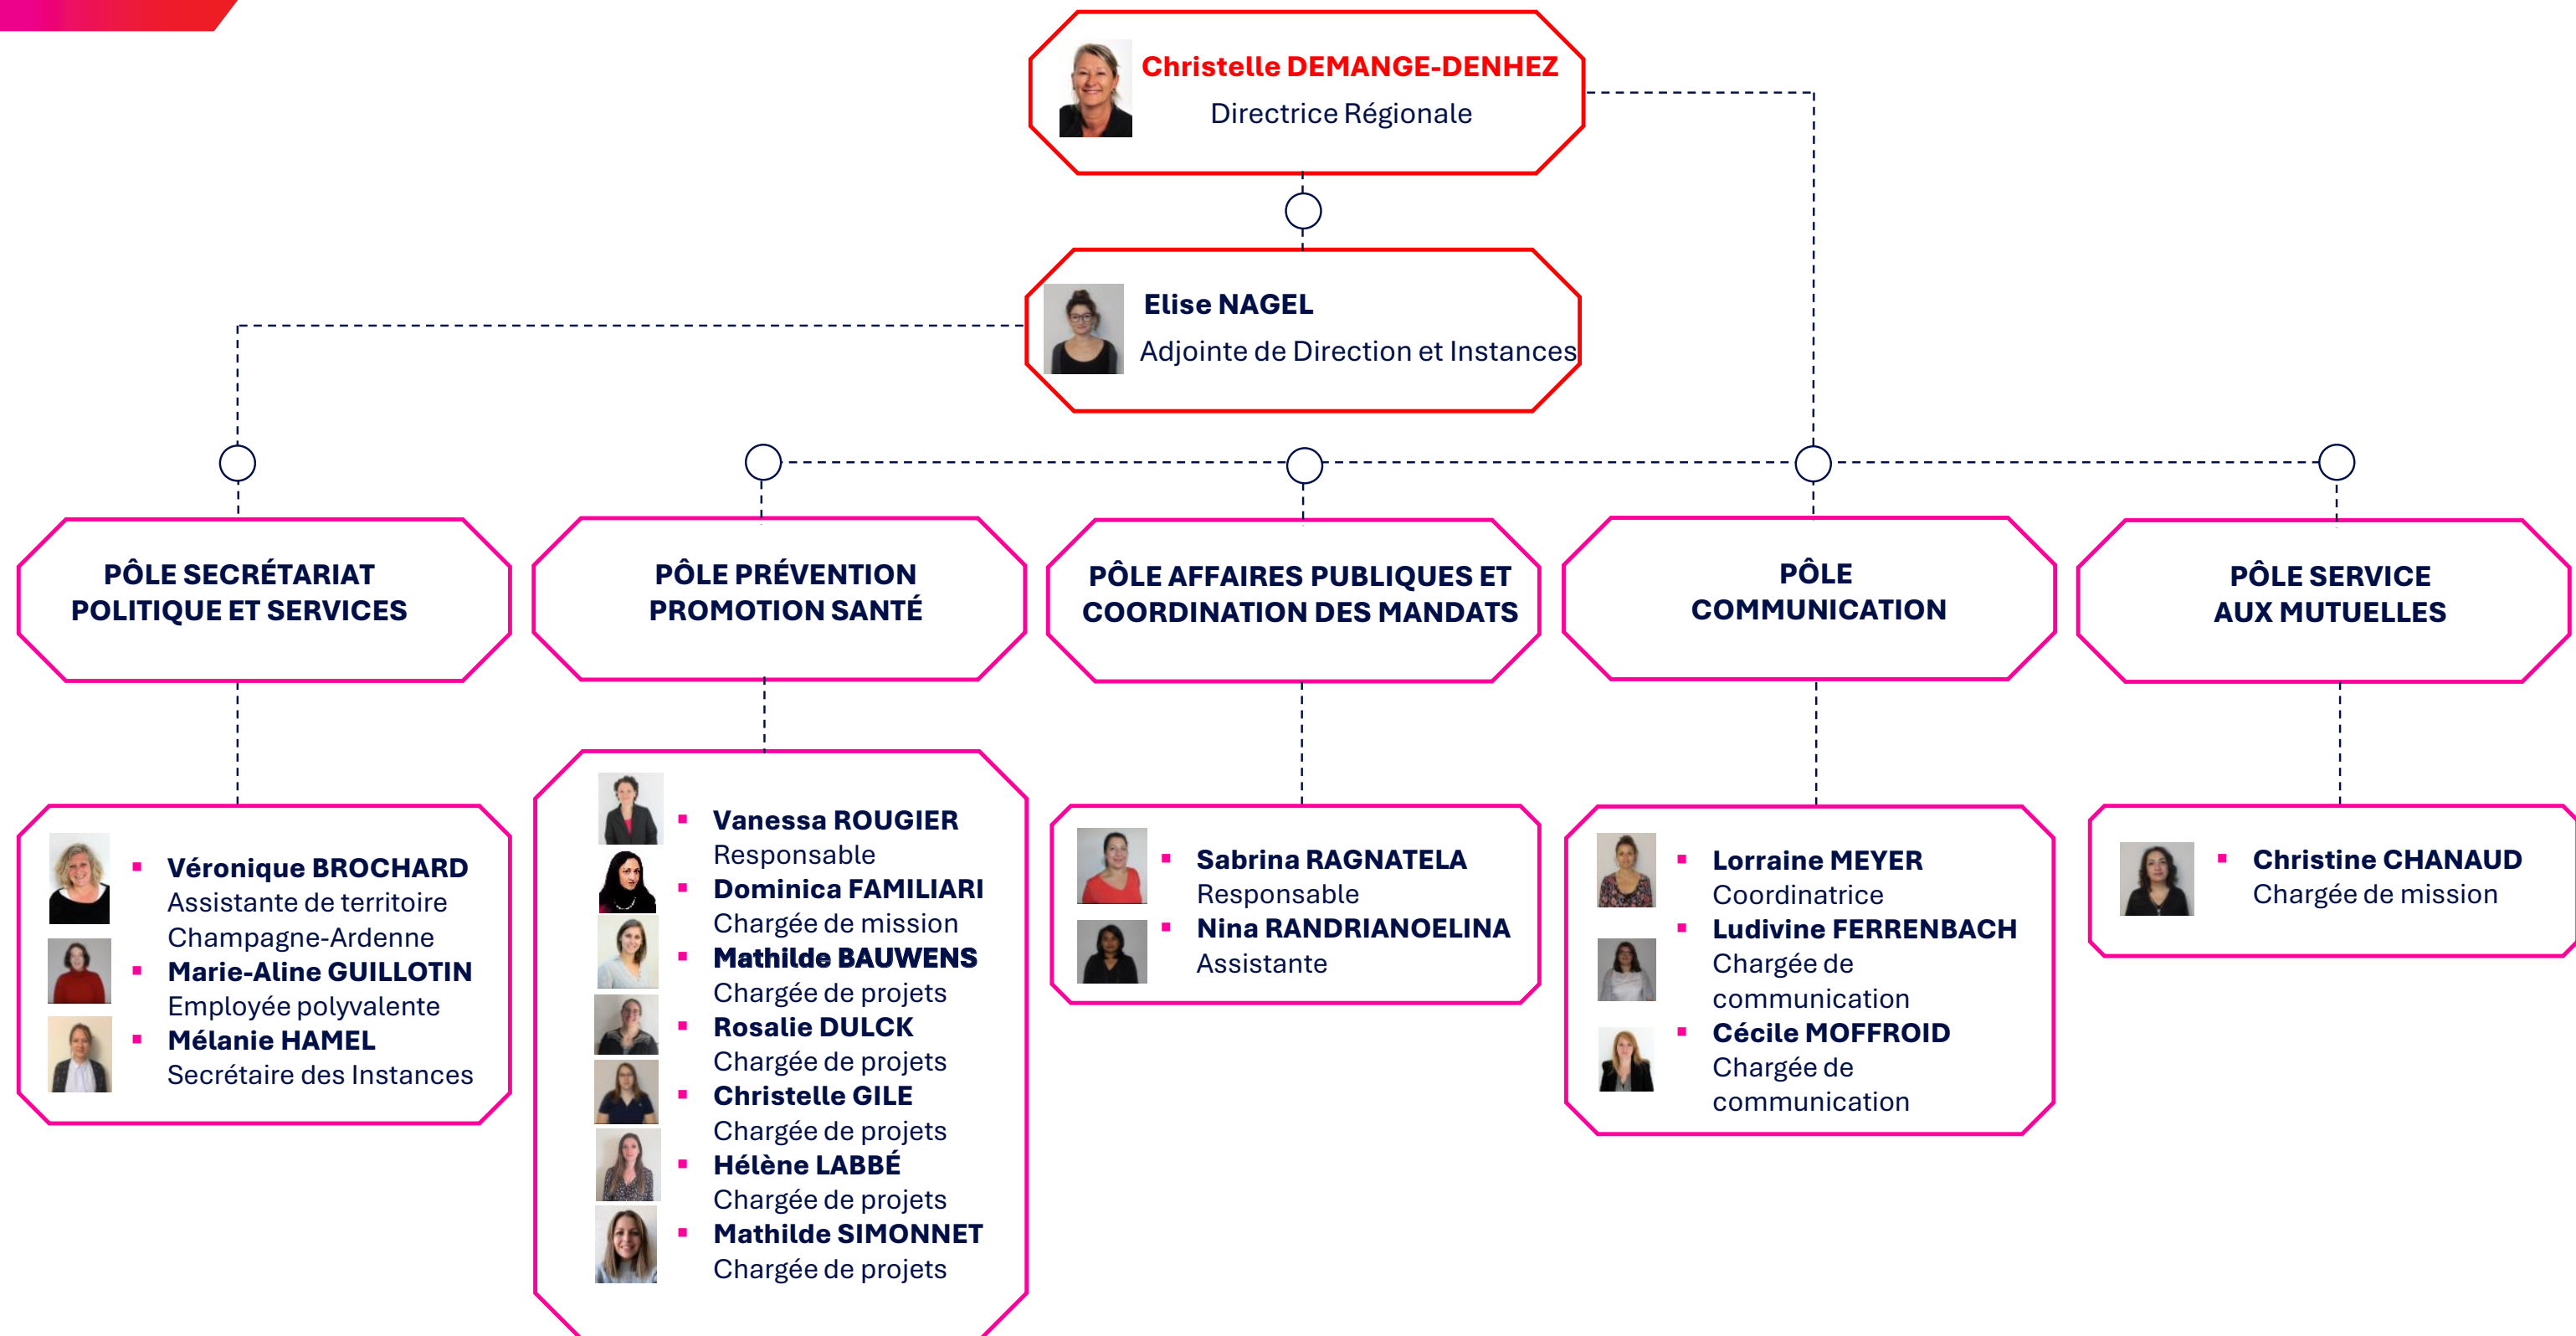 Christelle DEMANGE-DENHEZ
Directrice Régionale
Elise NAGEL
Adjointe de Direction et Instances
PÔLE SECRÉTARIAT
POLITIQUE ET SERVICES
PÔLE PRÉVENTION
PROMOTION SANTÉ
PÔLE AFFAIRES PUBLIQUES ET
COORDINATION DES MANDATS
PÔLE
COMMUNICATION
PÔLE SERVICE
AUX MUTUELLES
Véronique BROCHARD
Assistante de territoire
Champagne-Ardenne
Marie-Aline GUILLOTIN
Employée polyvalente
Mélanie HAMEL
Secrétaire des Instances
Vanessa ROUGIER
Responsable
Dominica FAMILIARI
Chargée de mission
Mathilde BAUWENS
Chargée de projets
Rosalie DULCK
Chargée de projets
Christelle GILE
Chargée de projets
Hélène LABBÉ
Chargée de projets
Mathilde SIMONNET
Chargée de projets
Sabrina RAGNATELA
Responsable
Nina RANDRIANOELINA
Assistante
Lorraine MEYER
Coordinatrice
Ludivine FERRENBACH
Chargée de
communication
Cécile MOFFROID
Chargée de
communication
Christine CHANAUD
Chargée de mission